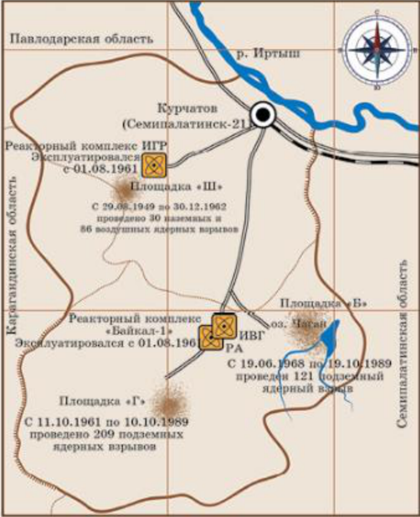 С
Павлодарская область
р. Иртыш
Ю
Курчатов
(Семипалатинск-21)
Реакторный комплекс ИГР
Эксплуатировался
с 01.08.1961
Площадка «Ш»
С 29.08.1949 по 30.12.1962
проведено 30 наземных и
86 воздушных ядерных взрывов
Карагандинская область
Семипалатинская область
Площадка «Б»
оз. Чаган
Реакторный комплекс
«Байкал-1»
Эксплуатировался с 01.08.1961
ИВГ
РА
С 19.06.1968 по 19.10.1989
проведен 121 подземный
ядерный взрыв
Площадка «Г»
С 11.10.1961 по 10.10.1989
проведено 209 подземных
ядерных взрывов